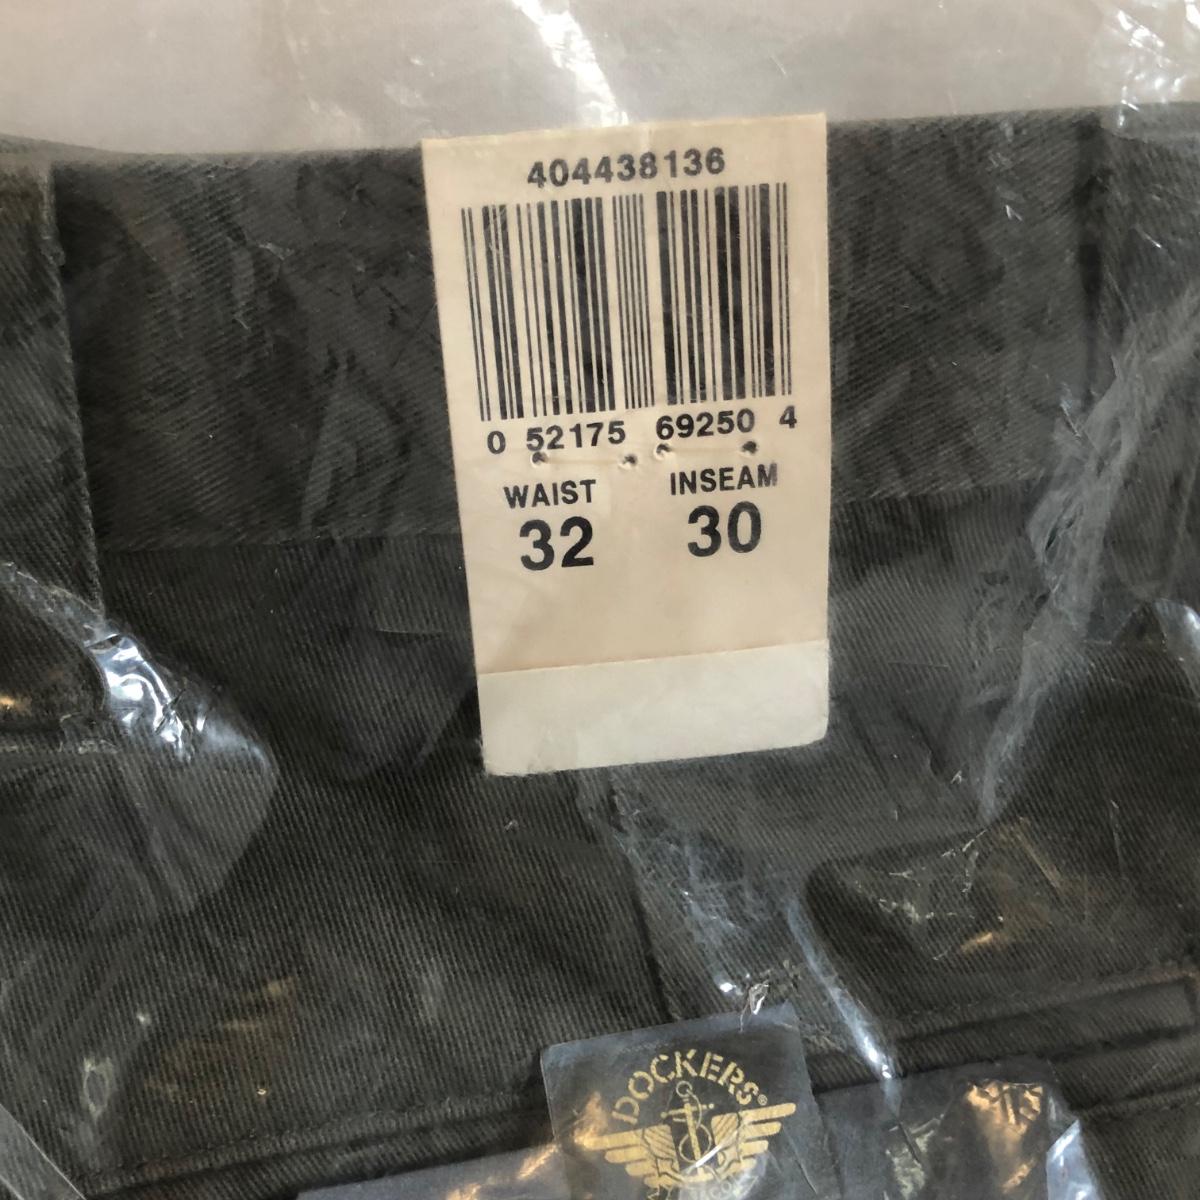 404438136
0 52175 69250 4
WAIST INSEAM
32 30
DOCKERS®